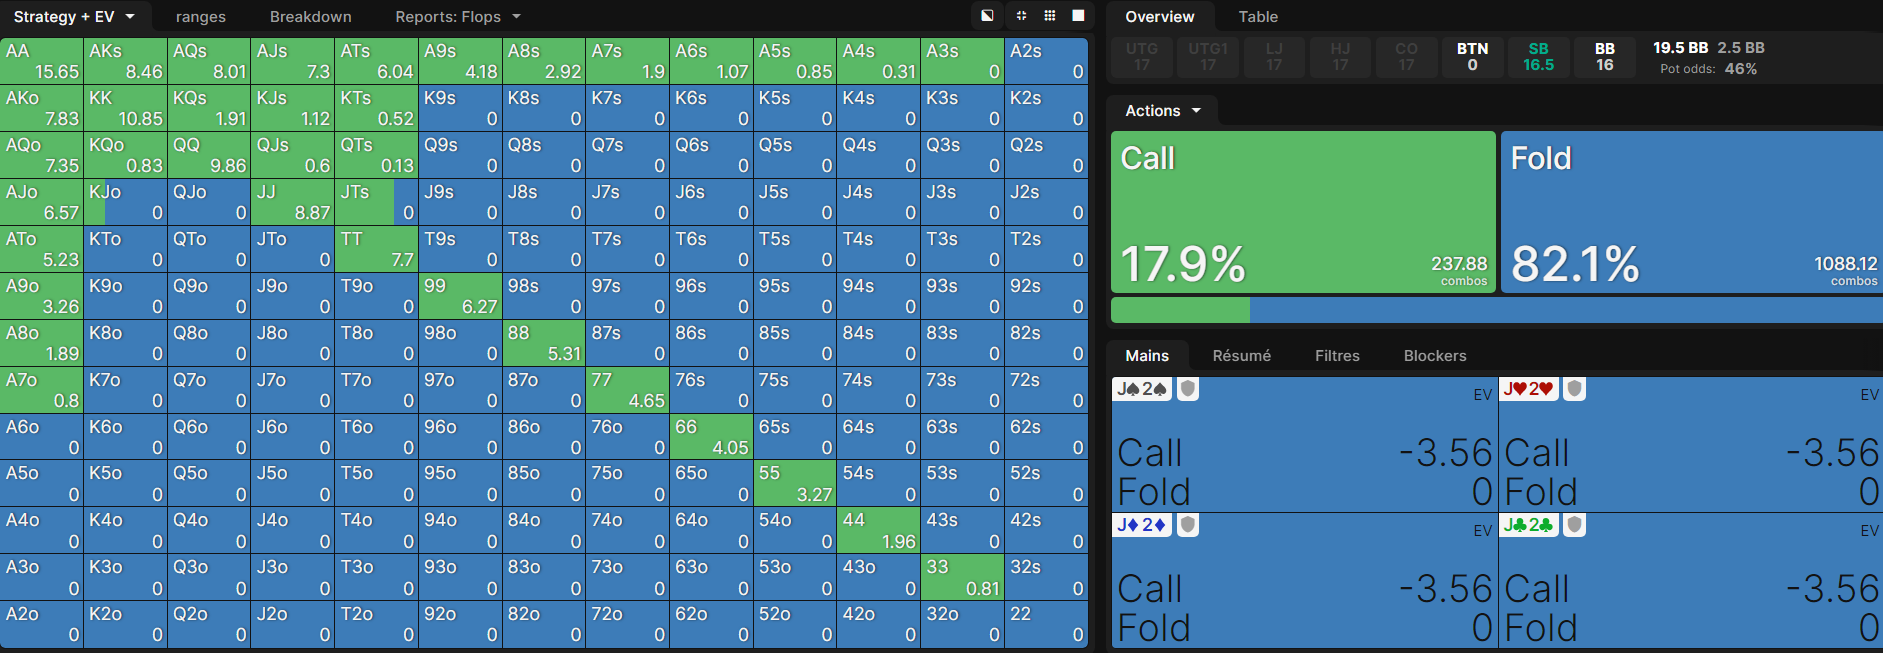 Strategy + EV ranges Breakdown Reports: Flops
AA AKs AQs AJs ATs A9s A8s A7s A6s A5s A4s A3s A2s
15.65 8.46 8.01 7.3 6.04 4.18 2.92 1.9 1.07 0.85 0.31 0 0
AKo KK KQs KJs KTs K9s K8s K7s K6s K5s K4s K3s K2s
7.83 10.85 1.91 1.12 0.52 0 0 0 0 0 0 0 0
AQo KQo QQ QJs QTs Q9s Q8s Q7s Q6s Q5s Q4s Q3s Q2s
7.35 0.83 9.86 0.6 0.13 0 0 0 0 0 0 0 0
AJo KJo QJo JJ JTs J9s J8s J7s J6s J5s J4s J3s J2s
6.57 0 0 8.87 0 0 0 0 0 0 0 0 0
ATo KTo QTo JTo TT T9s T8s T7s T6s T5s T4s T3s T2s
5.23 0 0 0 7.7 0 0 0 0 0 0 0 0
A9o K9o Q9o J9o T9o 99 98s 97s 96s 95s 94s 93s 92s
3.26 0 0 0 0 6.27 0 0 0 0 0 0 0
A8o K8o Q8o J8o T8o 98o 88 87s 86s 85s 84s 83s 82s
1.89 0 0 0 0 0 5.31 0 0 0 0 0 0
A7o K7o Q7o J7o T7o 97o 87o 77 76s 75s 74s 73s 72s
0.8 0 0 0 0 0 0 4.65 0 0 0 0 0
A6o K6o Q6o J6o T6o 96o 86o 76o 66 65s 64s 63s 62s
0 0 0 0 0 0 0 0 4.05 0 0 0 0
A5o K5o Q5o J5o T5o 95o 85o 75o 65o 55 54s 53s 52s
0 0 0 0 0 0 0 0 0 3.27 0 0 0
A4o K4o Q4o J4o T4o 94o 84o 74o 64o 54o 44 43s 42s
0 0 0 0 0 0 0 0 0 0 1.96 0 0
A3o K3o Q3o J3o T3o 93o 83o 73o 63o 53o 43o 33 32s
0 0 0 0 0 0 0 0 0 0 0 0.81 0
A2o K2o Q2o J2o T2o 92o 82o 72o 62o 52o 42o 32o 22
0 0 0 0 0 0 0 0 0 0 0 0 0
Overview Table
UTG UTG1 LJ HJ CO BTN SB BB 19.5 BB 2.5 BB
17 17 17 17 17 0 16.5 16 Pot odds: 46%
Actions
Call Fold
17.9% 237.88 combos 82.1% 1088.12 combos
Mains Résumé Filtres Blockers
J♠2♠ EV J♥2♥ EV
Call -3.56 Call -3.56
Fold 0 Fold 0
J♦2♦ EV J♣2♣ EV
Call -3.56 Call -3.56
Fold 0 Fold 0